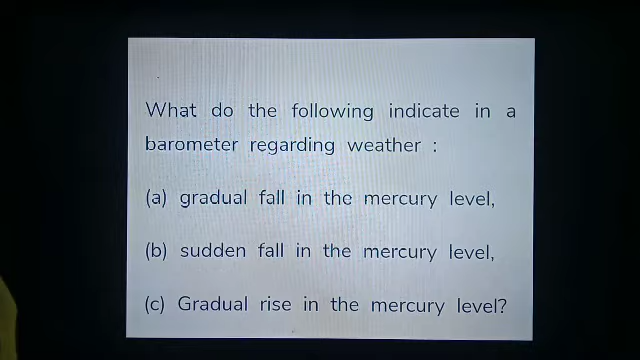 What do the following indicate in a
barometer regarding weather :
(a) gradual fall in the mercury level,
(b) sudden fall in the mercury level,
(c) Gradual rise in the mercury level?